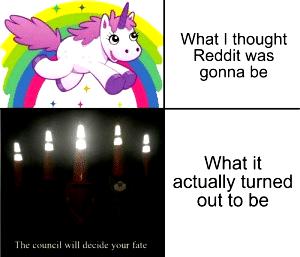 What I thought
Reddit was
gonna be
What it
actually turned
out to be
The council will decide your fate